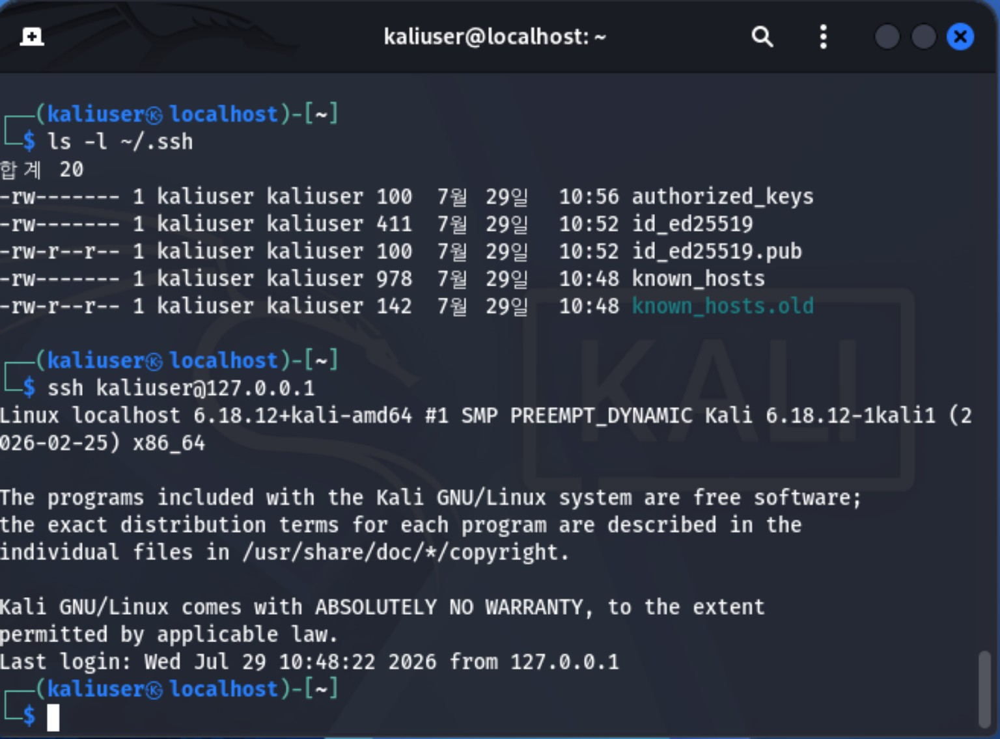 kaliuser@localhost: ~
┌──(kaliuser㉿localhost)-[~]
└─$ ls -l ~/.ssh
합계 20
-rw------- 1 kaliuser kaliuser 100  7월 29일  10:56 authorized_keys
-rw------- 1 kaliuser kaliuser 411  7월 29일  10:52 id_ed25519
-rw-r--r-- 1 kaliuser kaliuser 100  7월 29일  10:52 id_ed25519.pub
-rw------- 1 kaliuser kaliuser 978  7월 29일  10:48 known_hosts
-rw-r--r-- 1 kaliuser kaliuser 142  7월 29일  10:48 known_hosts.old
┌──(kaliuser㉿localhost)-[~]
└─$ ssh kaliuser@127.0.0.1
Linux localhost 6.18.12+kali-amd64 #1 SMP PREEMPT_DYNAMIC Kali 6.18.12-1kali1 (2
026-02-25) x86_64
The programs included with the Kali GNU/Linux system are free software;
the exact distribution terms for each program are described in the
individual files in /usr/share/doc/*/copyright.
Kali GNU/Linux comes with ABSOLUTELY NO WARRANTY, to the extent
permitted by applicable law.
Last login: Wed Jul 29 10:48:22 2026 from 127.0.0.1
┌──(kaliuser㉿localhost)-[~]
└─$
KALI